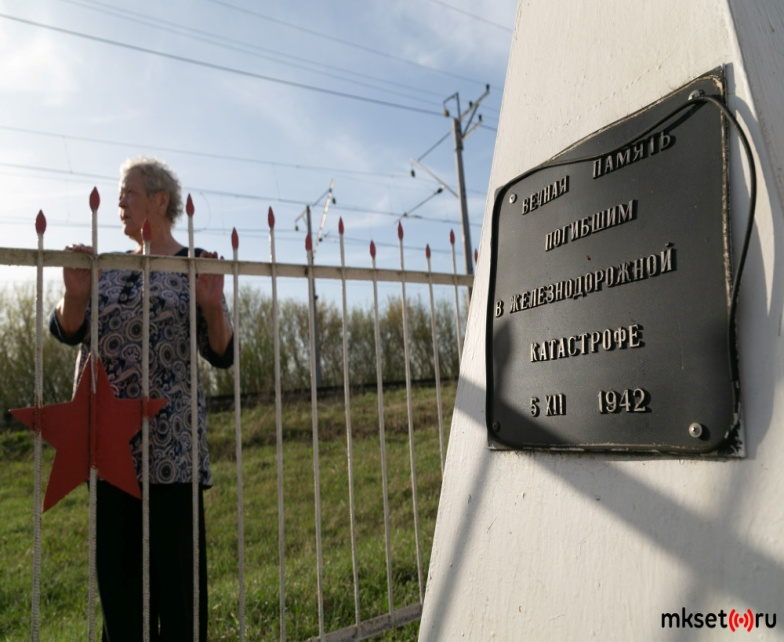 ВЕЧНАЯ ПАМЯТЬ
ПОГИБШИМ
В ЖЕЛЕЗНОДОРОЖНОЙ
КАТАСТРОФЕ
5 XII 1942
mkset.ru